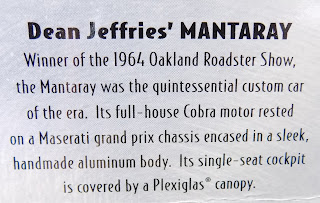 Dean Jeffries' MANTARAY
Winner of the 1964 Oakland Roadster Show,
the Mantaray was the quintessential custom car
of the era. Its full-house Cobra motor rested
on a Maserati grand prix chassis encased in a sleek,
handmade aluminum body. Its single-seat cockpit
is covered by a Plexiglas® canopy.